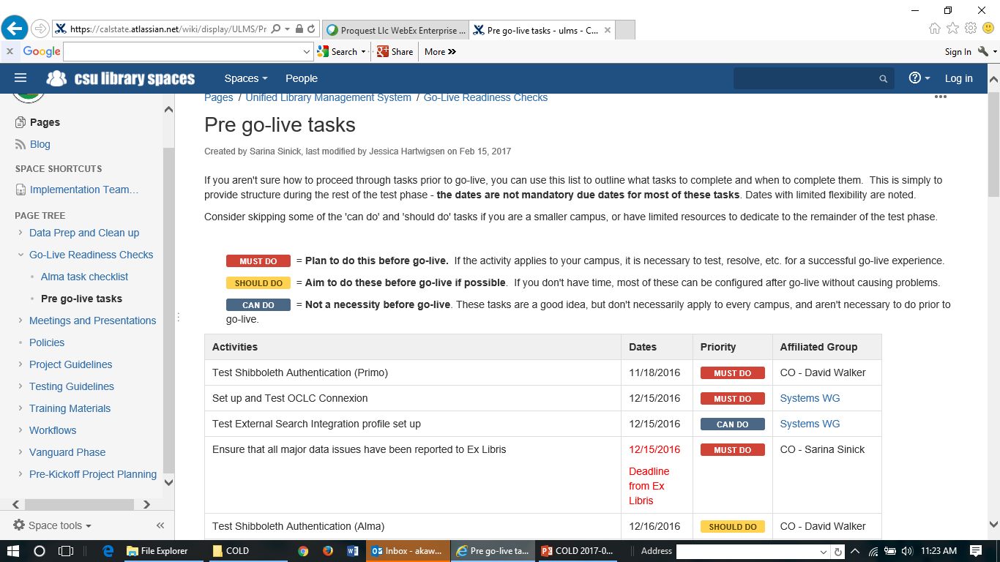 https://calstate.atlassian.net/wiki/display/ULMS/Pr
Proquest Llc WebEx Enterprise ...
Pre go-live tasks - ulms - C...
x Google Search Share More »
Sign In
csu library spaces Spaces People
Log in
Pages / Unified Library Management System / Go-Live Readiness Checks
Pages
Blog
SPACE SHORTCUTS
Implementation Team…
PAGE TREE
Data Prep and Clean up
Go-Live Readiness Checks
Alma task checklist
Pre go-live tasks
Meetings and Presentations
Policies
Project Guidelines
Testing Guidelines
Training Materials
Workflows
Vanguard Phase
Pre-Kickoff Project Planning
Space tools
Pre go-live tasks
Created by Sarina Sinick, last modified by Jessica Hartwigsen on Feb 15, 2017
If you aren't sure how to proceed through tasks prior to go-live, you can use this list to outline what tasks to complete and when to complete them. This is simply to
provide structure during the rest of the test phase - the dates are not mandatory due dates for most of these tasks. Dates with limited flexibility are noted.
Consider skipping some of the 'can do' and 'should do' tasks if you are a smaller campus, or have limited resources to dedicate to the remainder of the test phase.
MUST DO = Plan to do this before go-live. If the activity applies to your campus, it is necessary to test, resolve, etc. for a successful go-live experience.
SHOULD DO = Aim to do these before go-live if possible. If you don't have time, most of these can be configured after go-live without causing problems.
CAN DO = Not a necessity before go-live. These tasks are a good idea, but don't necessarily apply to every campus, and aren't necessary to do prior to
go-live.
Activities Dates Priority Affiliated Group
Test Shibboleth Authentication (Primo) 11/18/2016 MUST DO CO - David Walker
Set up and Test OCLC Connexion 12/15/2016 MUST DO Systems WG
Test External Search Integration profile set up 12/15/2016 CAN DO Systems WG
Ensure that all major data issues have been reported to Ex Libris 12/15/2016 MUST DO CO - Sarina Sinick
Deadline
from Ex
Libris
Test Shibboleth Authentication (Alma) 12/16/2016 SHOULD DO CO - David Walker
File Explorer COLD Inbox - akaw... Pre go-live ta... COLD 2017-0... Address 11:23 AM